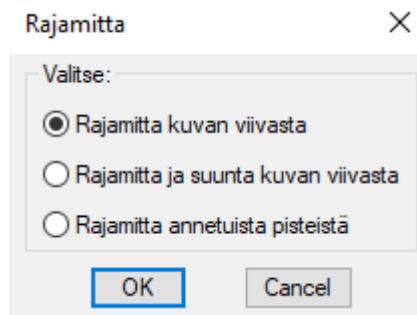 Rajamitta
Valitse:
Rajamitta kuvan viivasta
Rajamitta ja suunta kuvan viivasta
Rajamitta annetuista pisteistä
OK Cancel